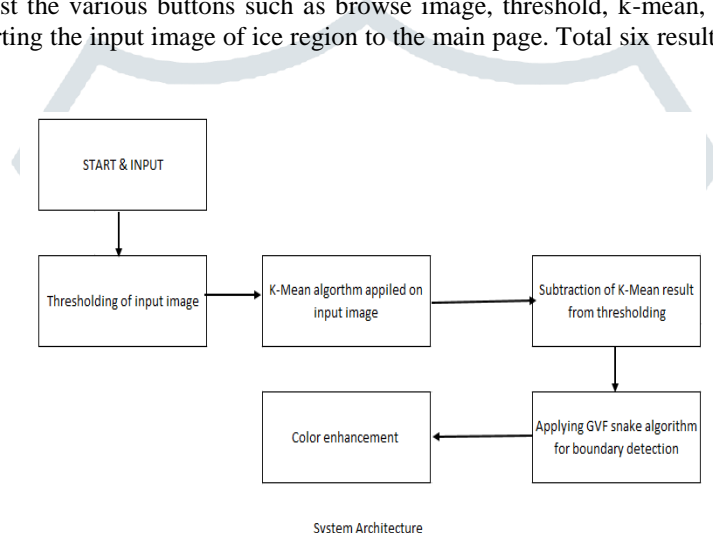 st the various buttons such as browse image, threshold, k-mean,
rting the input image of ice region to the main page. Total six result
START & INPUT
Thresholding of input image
K-Mean algorthm appiled on
input image
Subtraction of K-Mean result
from thresholding
Applying GVF snake algorithm
for boundary detection
Color enhancement
System Architecture